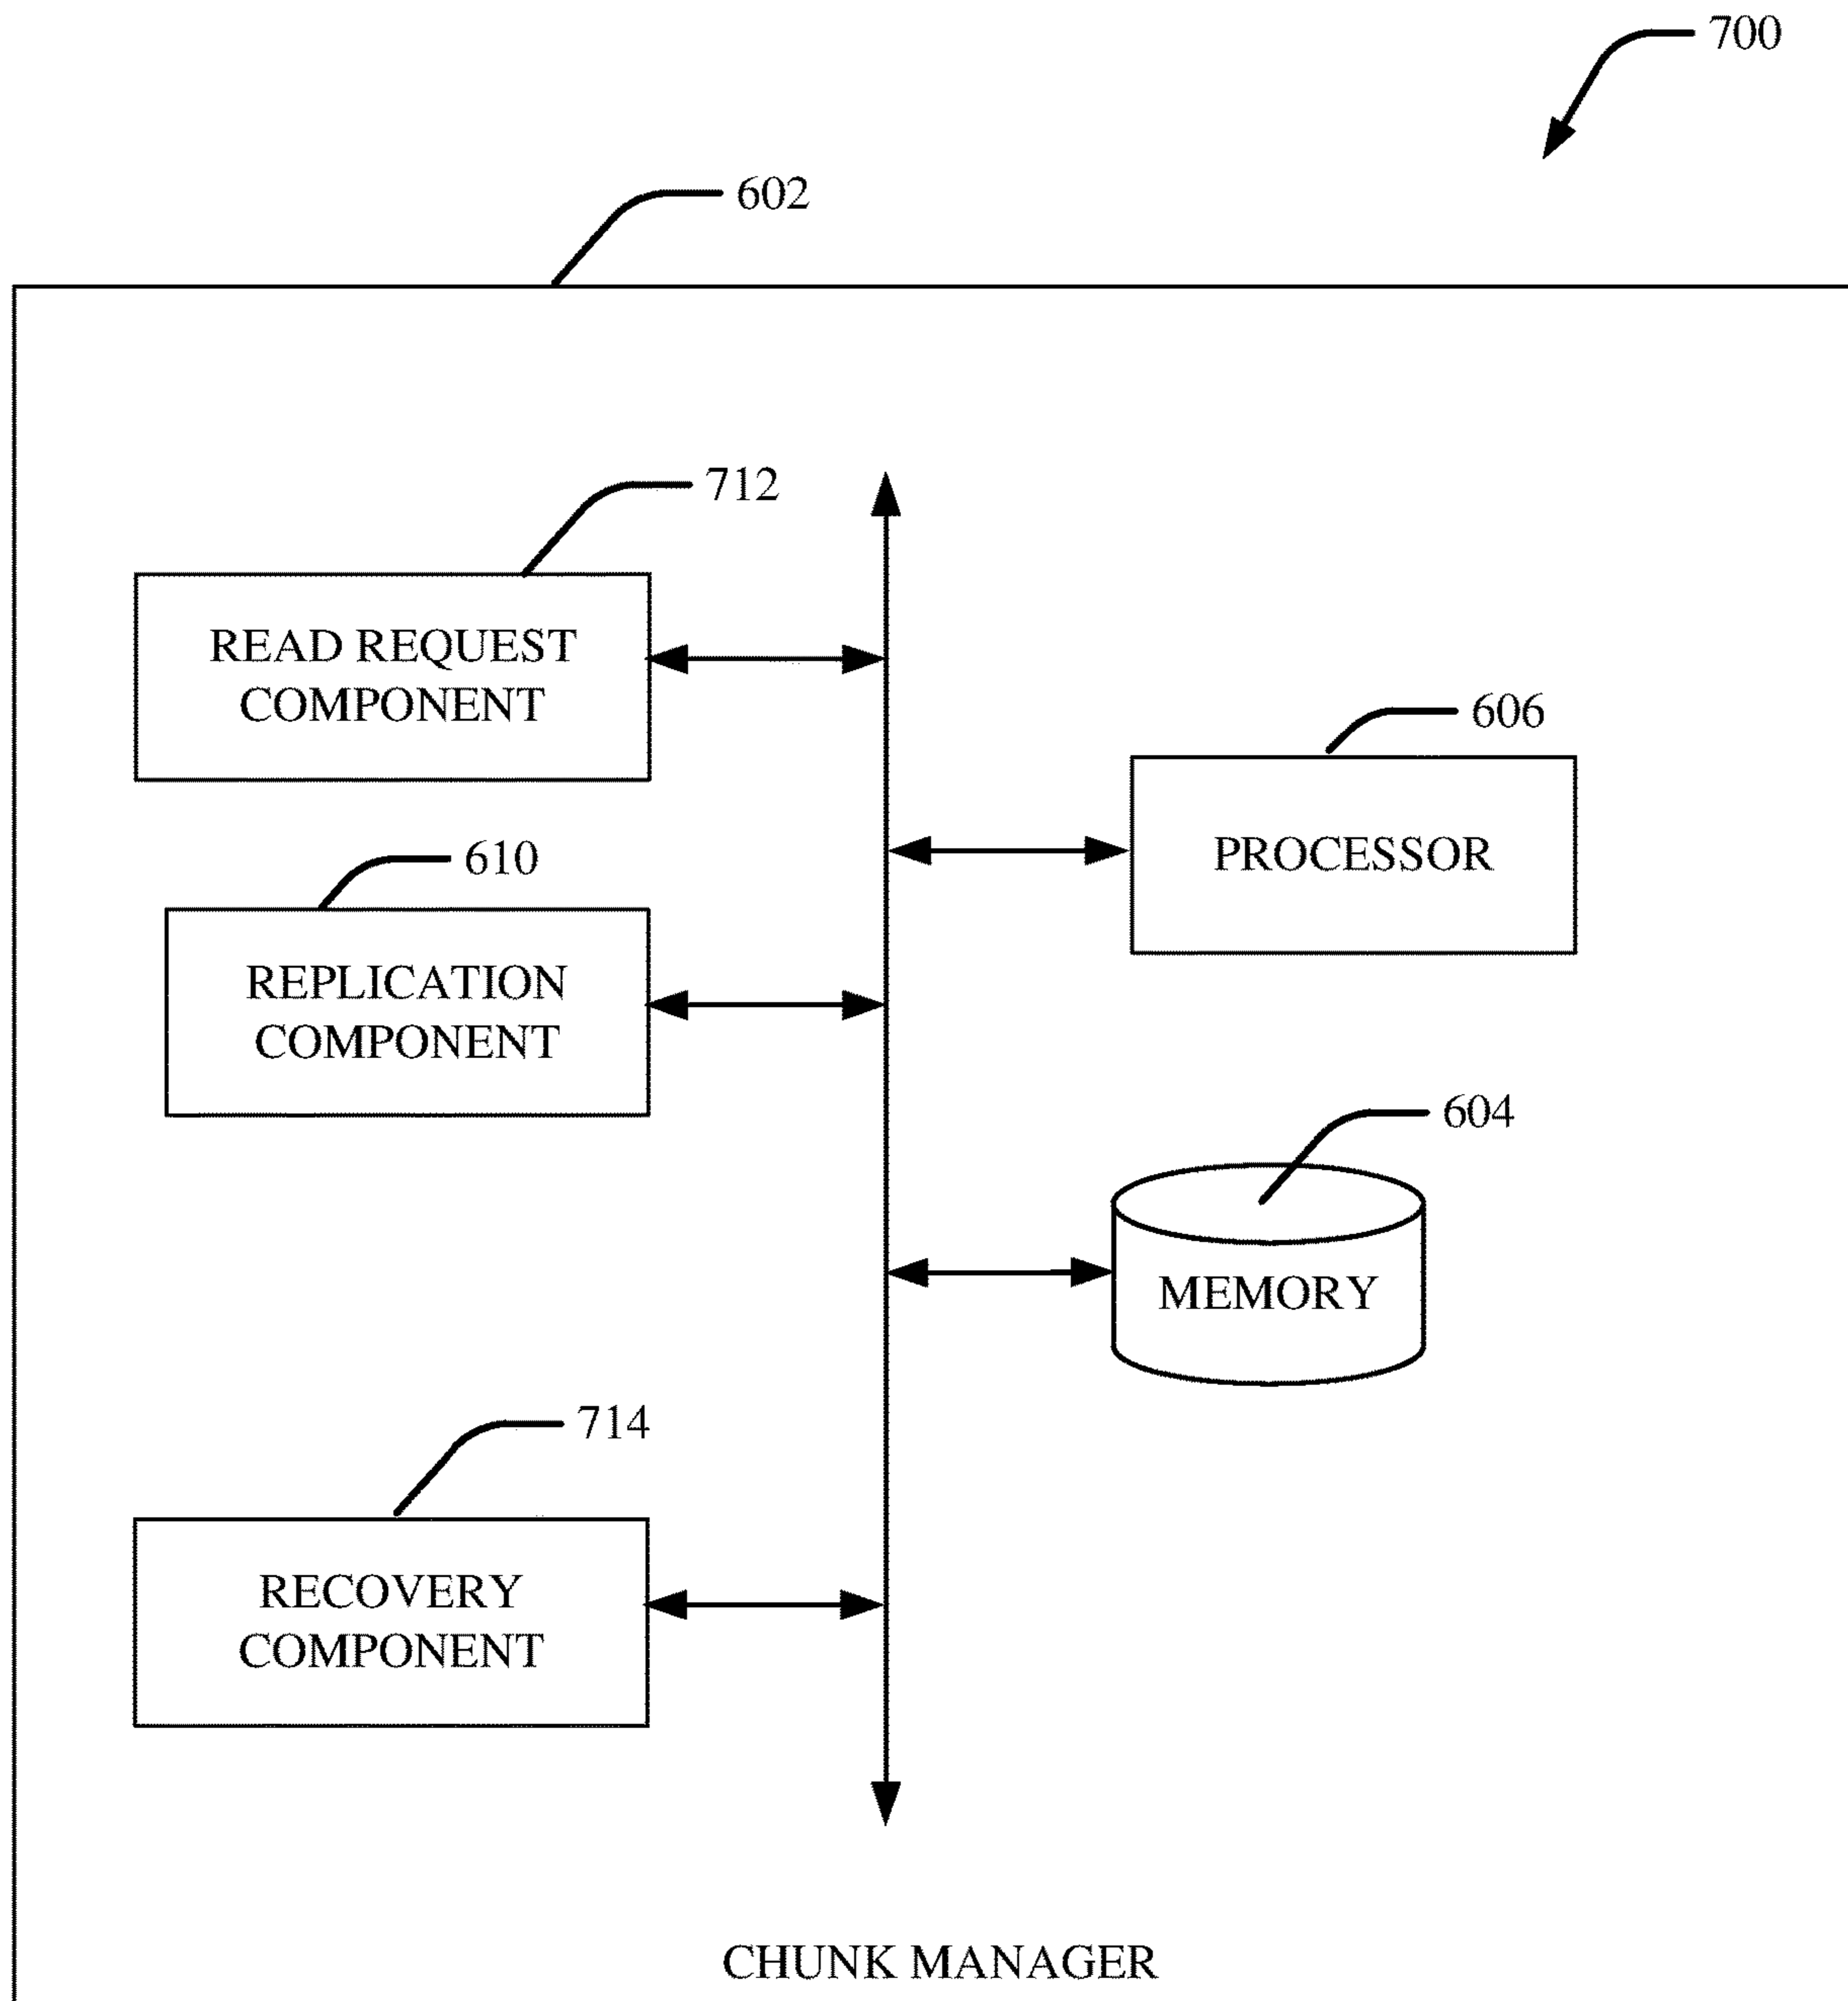 700
602
712
READ REQUEST
COMPONENT
606
PROCESSOR
610
REPLICATION
COMPONENT
604
MEMORY
714
RECOVERY
COMPONENT
CHUNK MANAGER